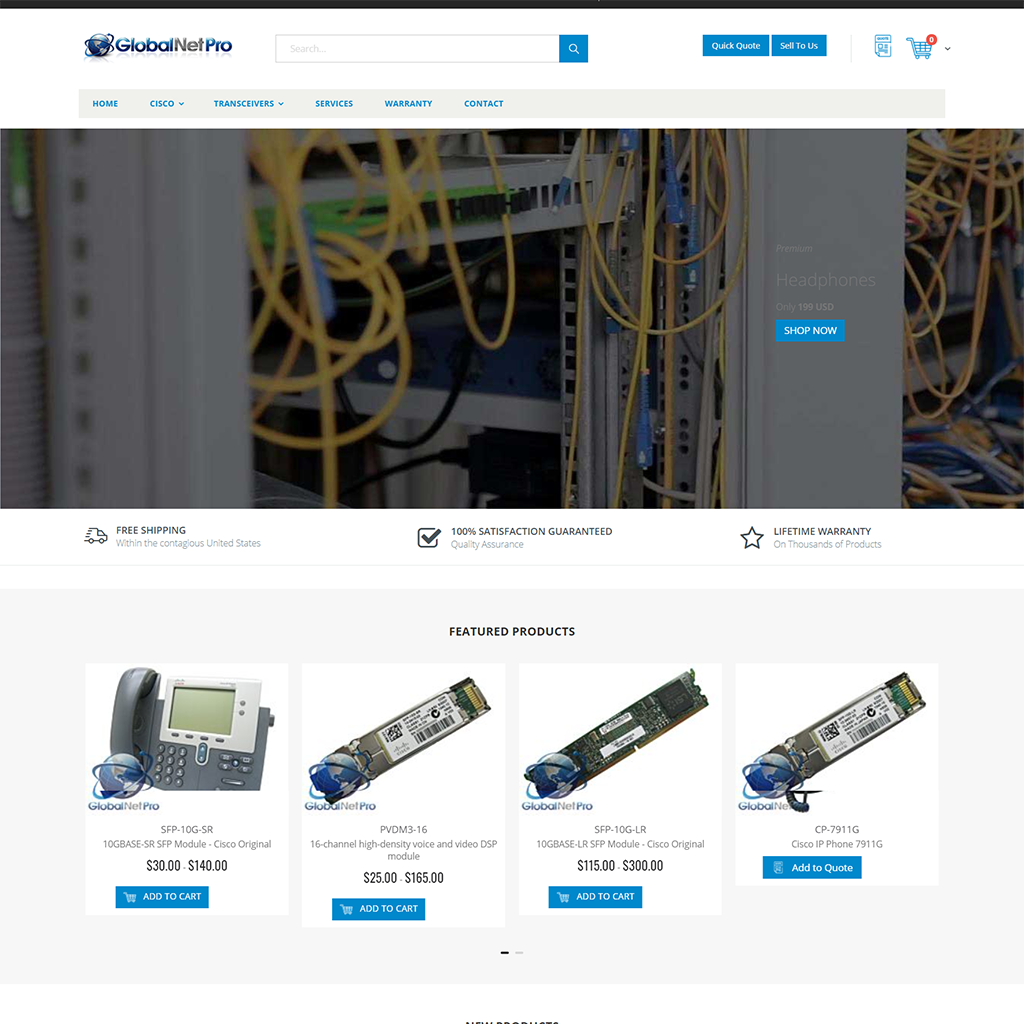 GlobalNetPro
Search...
Quick Quote
Sell To Us
0
HOME
CISCO
TRANSCEIVERS
SERVICES
WARRANTY
CONTACT
Premium
Headphones
Only 199 USD
SHOP NOW
FREE SHIPPING
Within the contagious United States
100% SATISFACTION GUARANTEED
Quality Assurance
LIFETIME WARRANTY
On Thousands of Products
FEATURED PRODUCTS
GlobalNetPro
GlobalNetPro
GlobalNetPro
GlobalNetPro
SFP-10G-SR
10GBASE-SR SFP Module - Cisco Original
$30.00 - $140.00
ADD TO CART
PVDM3-16
16-channel high-density voice and video DSP
module
$25.00 - $165.00
ADD TO CART
SFP-10G-LR
10GBASE-LR SFP Module - Cisco Original
$115.00 - $300.00
ADD TO CART
CP-7911G
Cisco IP Phone 7911G
Add to Quote
NEW PRODUCTS